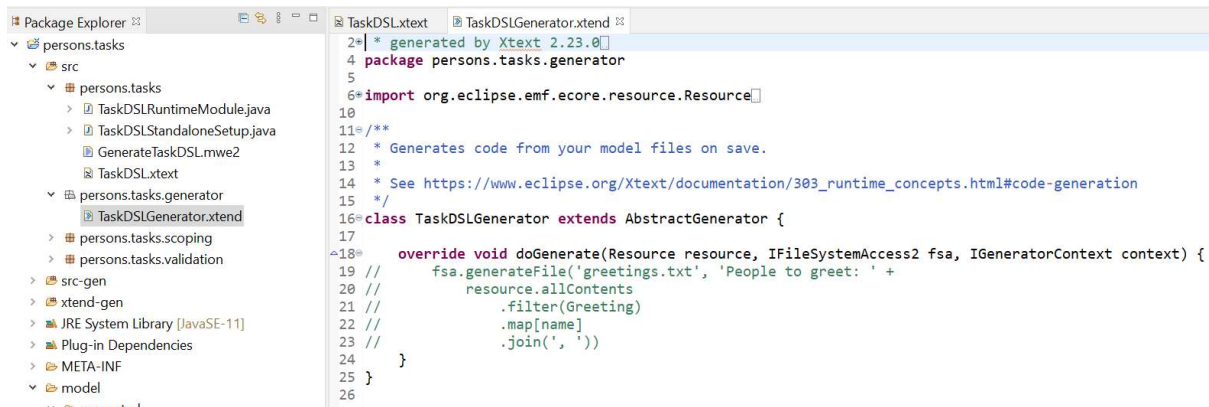 Package Explorer
persons.tasks
src
persons.tasks
TaskDSLRuntimeModule.java
TaskDSLStandaloneSetup.java
GenerateTaskDSL.mwe2
TaskDSL.xtext
persons.tasks.generator
TaskDSLGenerator.xtend
persons.tasks.scoping
persons.tasks.validation
src-gen
xtend-gen
JRE System Library [JavaSE-11]
Plug-in Dependencies
META-INF
model
TaskDSL.xtext TaskDSLGenerator.xtend
2 * generated by Xtext 2.23.0
4 package persons.tasks.generator
5
6 import org.eclipse.emf.ecore.resource.Resource
10
11 /**
12 * Generates code from your model files on save.
13 *
14 * See https://www.eclipse.org/Xtext/documentation/303_runtime_concepts.html#code-generation
15 */
16 class TaskDSLGenerator extends AbstractGenerator {
17
18 override void doGenerate(Resource resource, IFileSystemAccess2 fsa, IGeneratorContext context) {
19 // fsa.generateFile('greetings.txt', 'People to greet: ' +
20 // resource.allContents
21 // .filter(Greeting)
22 // .map[name]
23 // .join(', '))
24 }
25 }
26